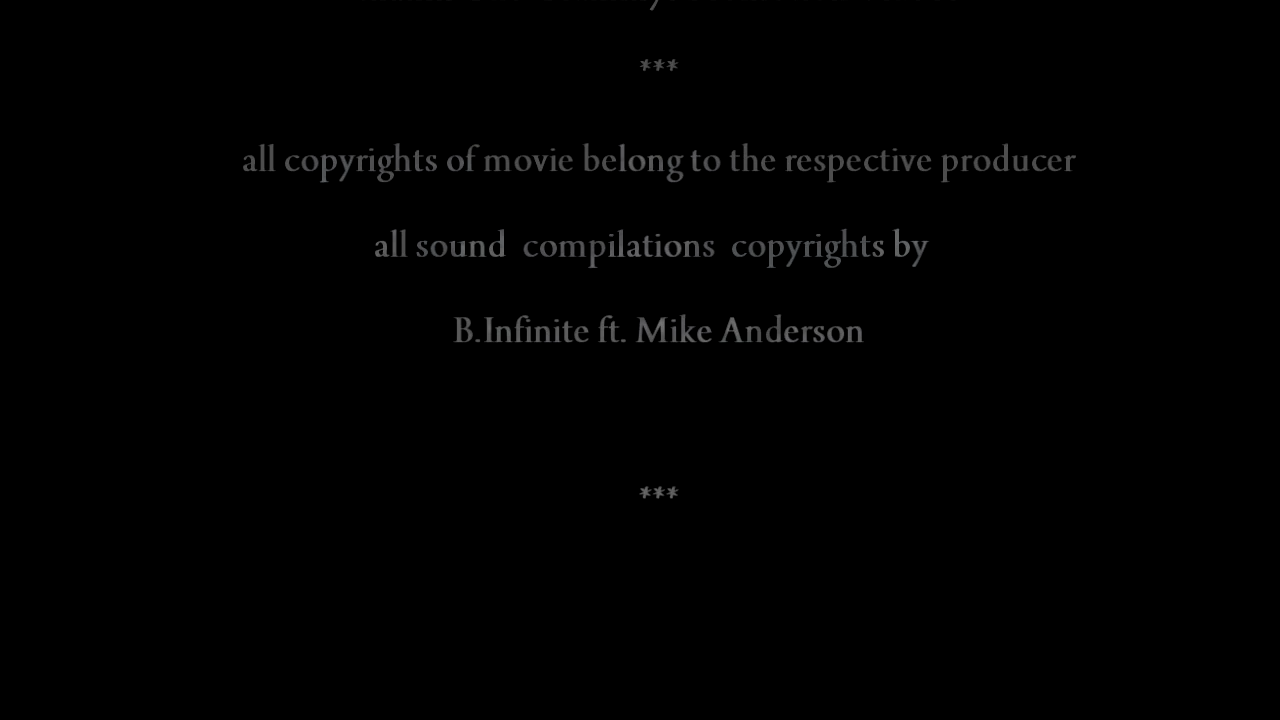 ***
all copyrights of movie belong to the respective producer
all sound compilations copyrights by
B.Infinite ft. Mike Anderson
***